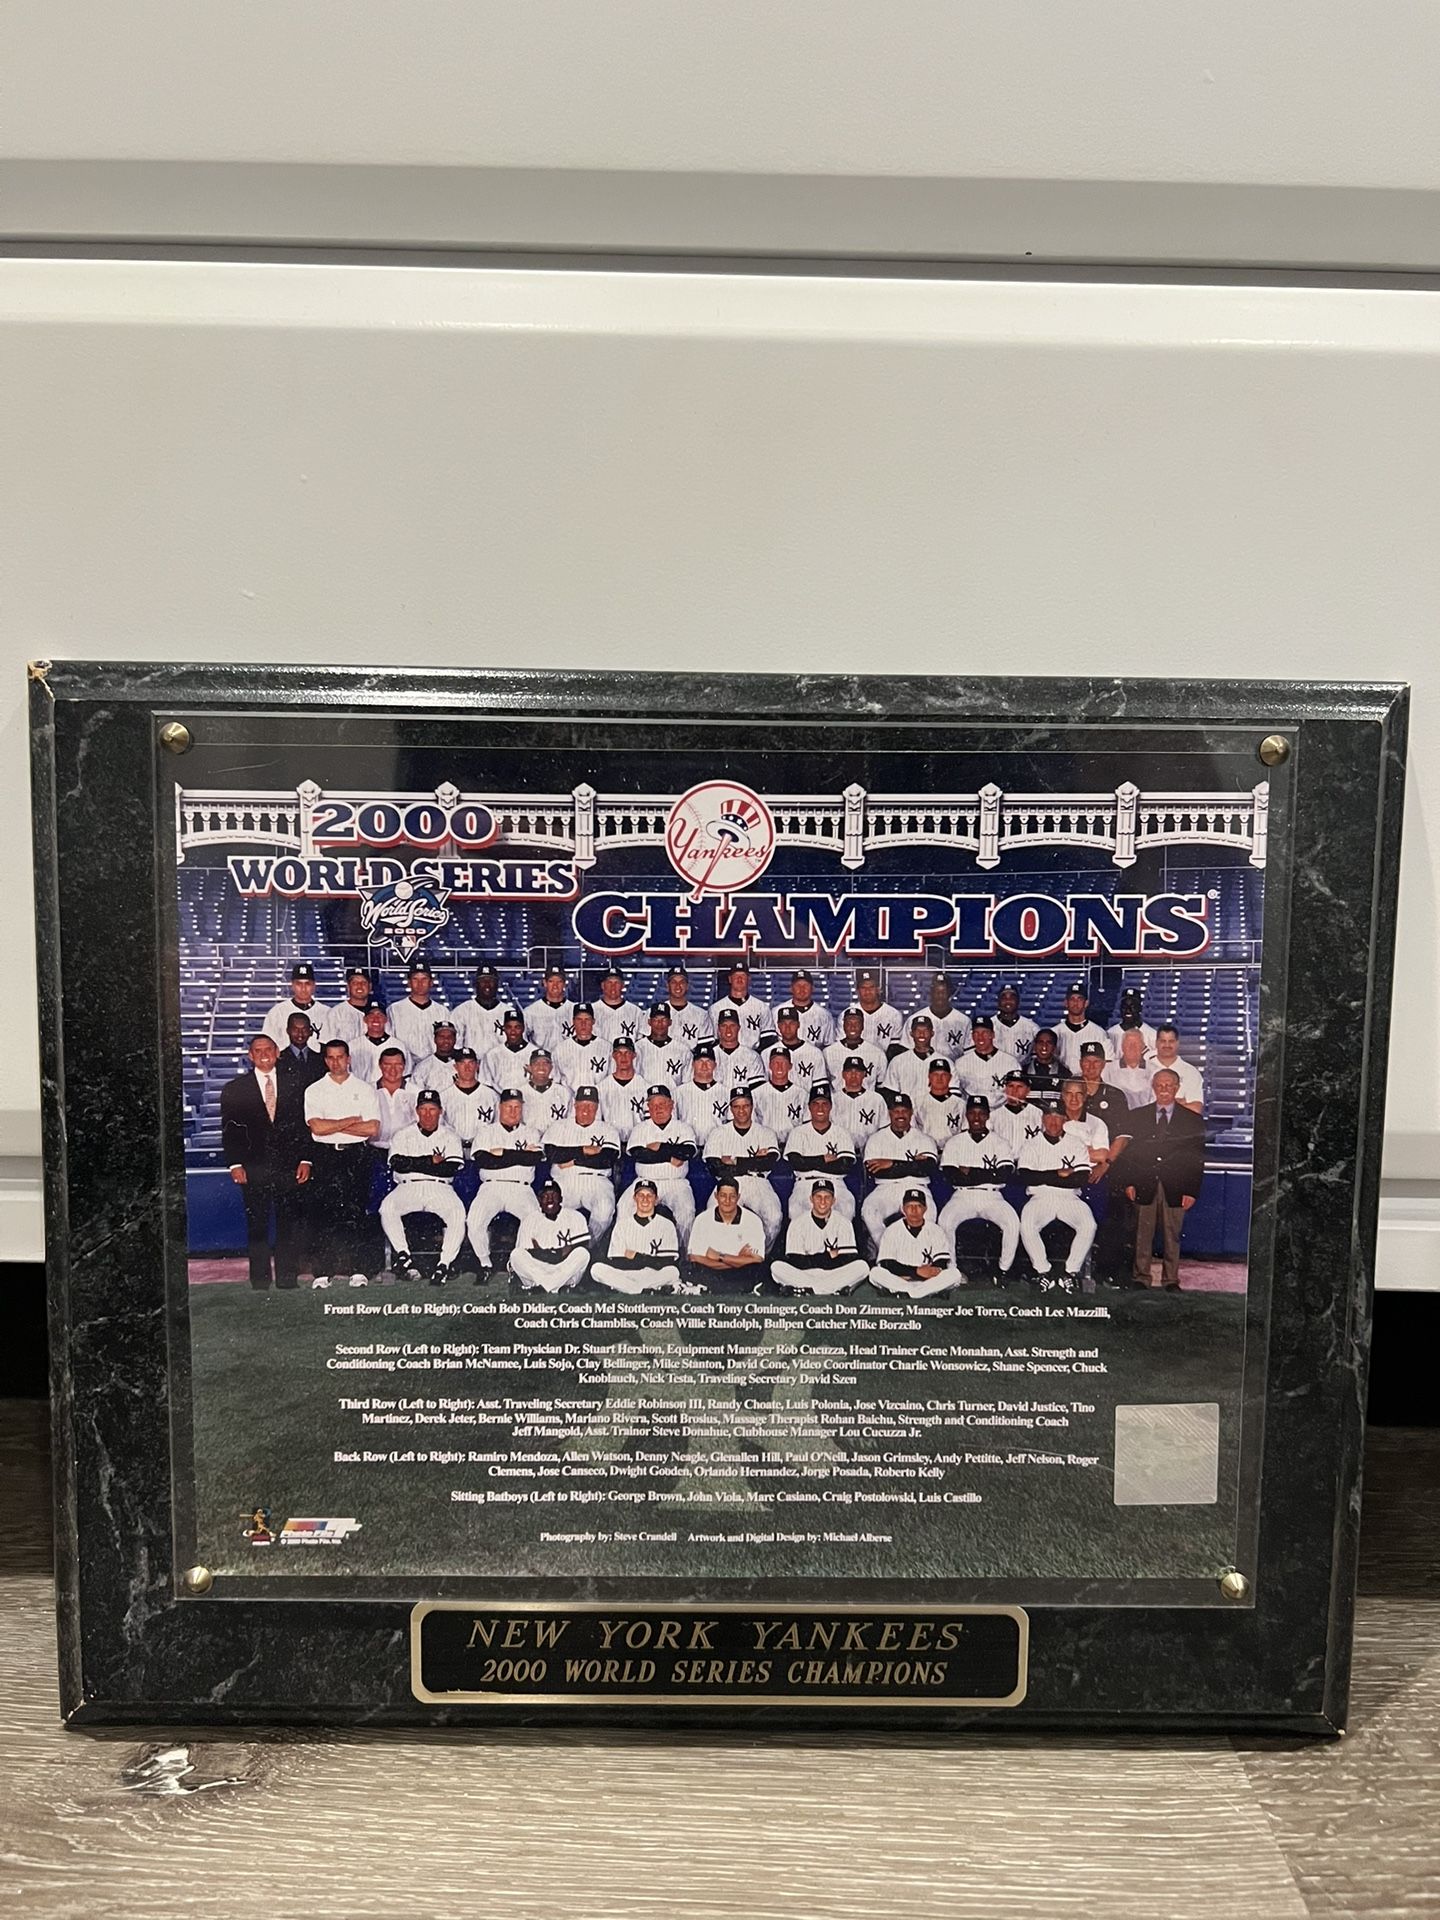 2000
WORLD SERIES
World Series
2000
Yankees
CHAMPIONS®
Front Row (Left to Right): Coach Bob Didier, Coach Mel Stottlemyre, Coach Tony Cloninger, Coach Don Zimmer, Manager Joe Torre, Coach Lee Mazzilli,
Coach Chris Chambliss, Coach Willie Randolph, Bullpen Catcher Mike Borzello
Second Row (Left to Right): Team Physician Dr. Stuart Hershon, Equipment Manager Rob Cucuzza, Head Trainer Gene Monahan, Asst. Strength and
Conditioning Coach Brian McNamee, Luis Sojo, Clay Bellinger, Mike Stanton, David Cone, Video Coordinator Charlie Wonsowicz, Shane Spencer, Chuck
Knoblauch, Nick Testa, Traveling Secretary David Szen
Third Row (Left to Right): Asst. Traveling Secretary Eddie Robinson III, Randy Choate, Luis Polonia, Jose Vizcaino, Chris Turner, David Justice, Tino
Martinez, Derek Jeter, Bernie Williams, Mariano Rivera, Scott Brosius, Massage Therapist Rohan Baichu, Strength and Conditioning Coach
Jeff Mangold, Asst. Trainor Steve Donahue, Clubhouse Manager Lou Cucuzza Jr.
Back Row (Left to Right): Ramiro Mendoza, Allen Watson, Denny Neagle, Glenallen Hill, Paul O'Neill, Jason Grimsley, Andy Pettitte, Jeff Nelson, Roger
Clemens, Jose Canseco, Dwight Gooden, Orlando Hernandez, Jorge Posada, Roberto Kelly
Sitting Batboys (Left to Right): George Brown, John Viola, Marc Casiano, Craig Postolowski, Luis Castillo
Photo File
© 2000 Photo File, Inc.
Photography by: Steve Crandell Artwork and Digital Design by: Michael Alberse
NEW YORK YANKEES
2000 WORLD SERIES CHAMPIONS